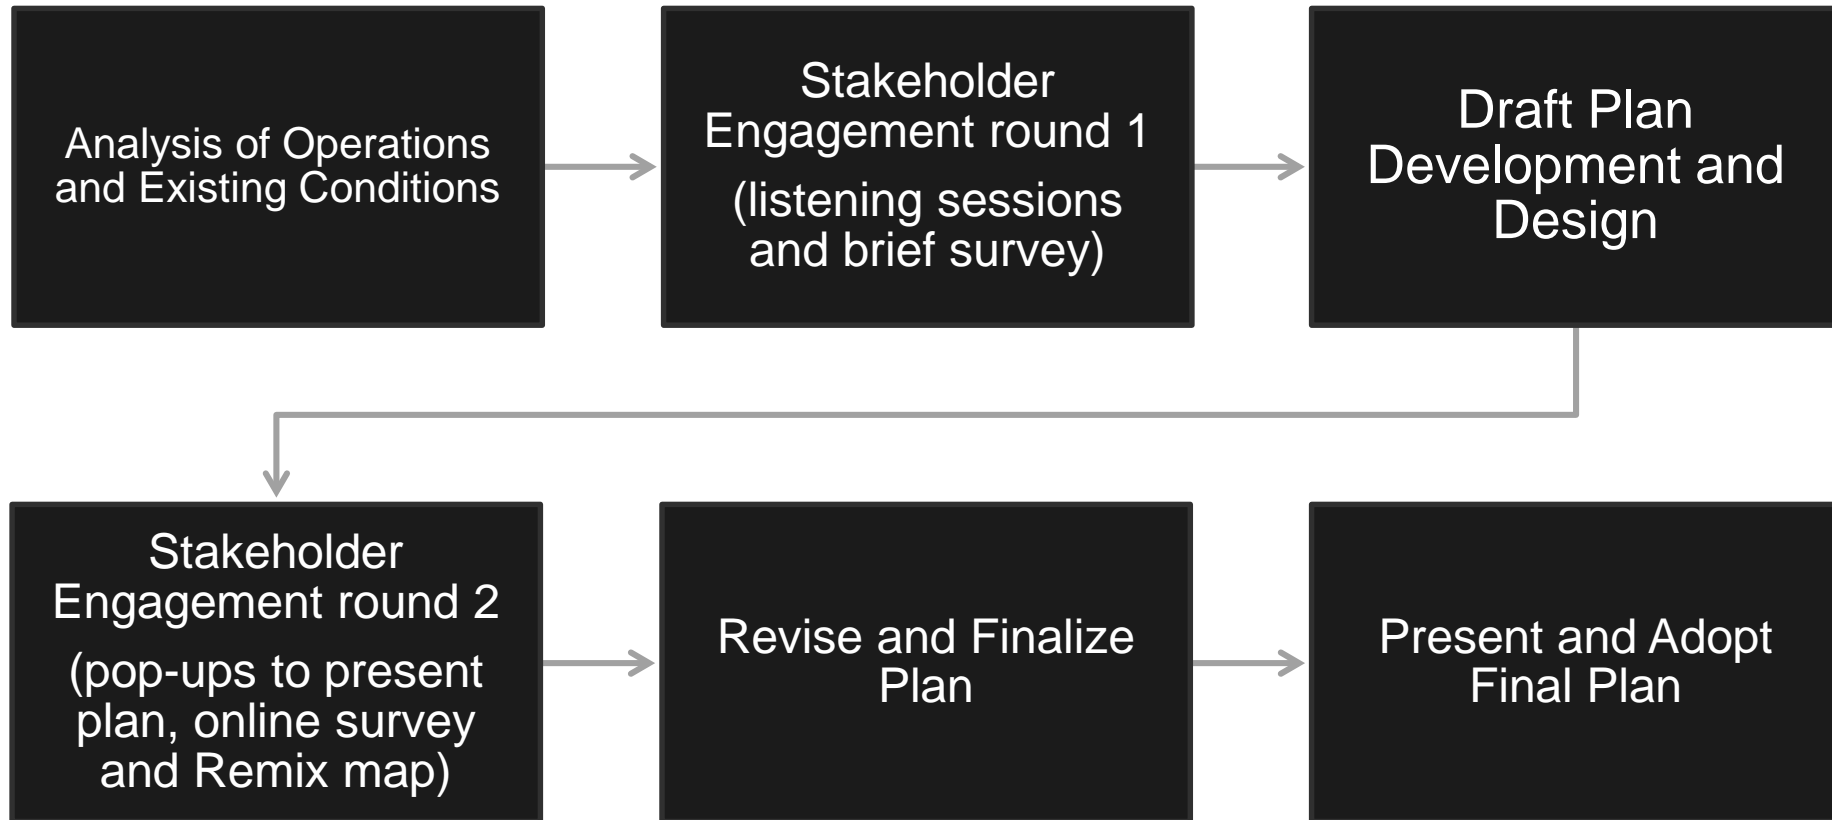 Analysis of Operations
and Existing Conditions
Stakeholder
Engagement round 1
(listening sessions
and brief survey)
Draft Plan
Development and
Design
Stakeholder
Engagement round 2
(pop-ups to present
plan, online survey
and Remix map)
Revise and Finalize
Plan
Present and Adopt
Final Plan